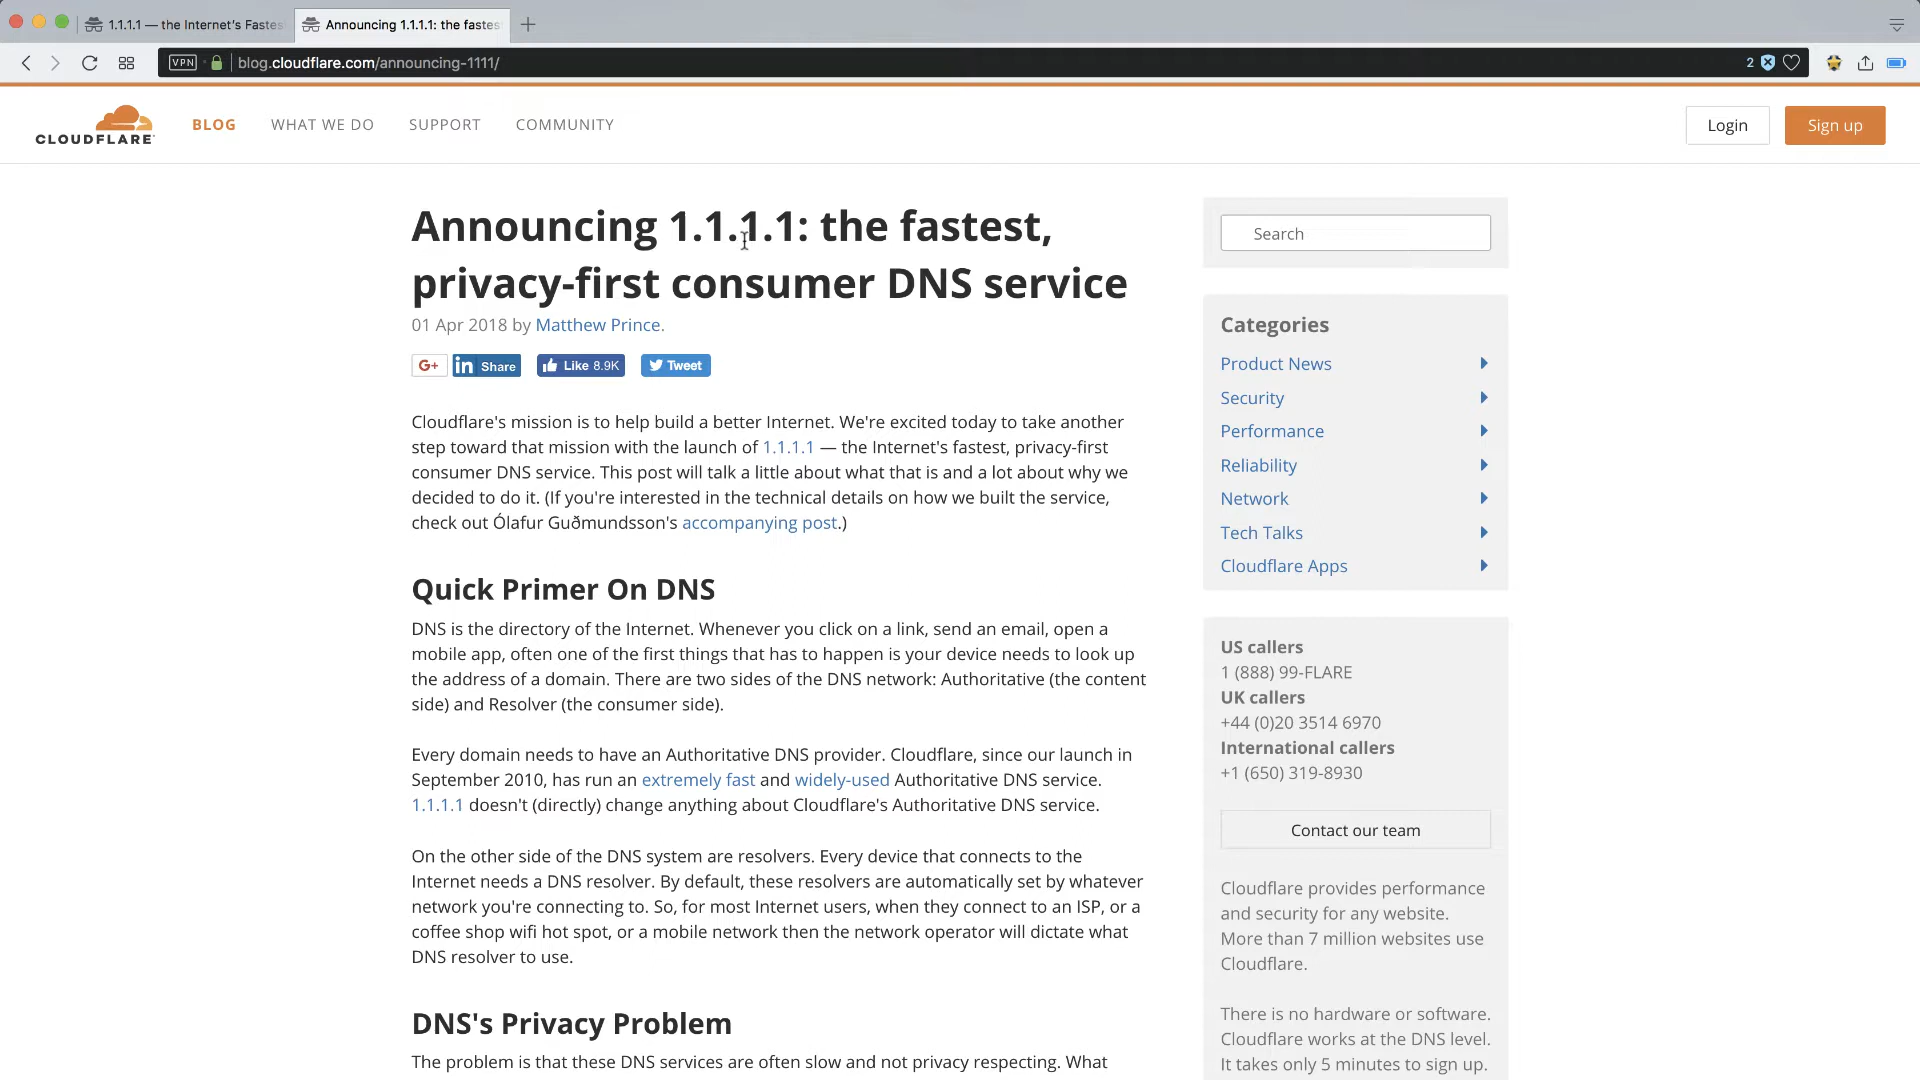 1.1.1.1 — the Internet's Fastes
Announcing 1.1.1.1: the fastes
VPN
blog.cloudflare.com/announcing-1111/
2
CLOUDFLARE
BLOG
WHAT WE DO
SUPPORT
COMMUNITY
Login
Sign up
Announcing 1.1.1.1: the fastest,
privacy-first consumer DNS service
01 Apr 2018 by Matthew Prince.
G+
in Share
Like 8.9K
Tweet
Cloudflare's mission is to help build a better Internet. We're excited today to take another
step toward that mission with the launch of 1.1.1.1 — the Internet's fastest, privacy-first
consumer DNS service. This post will talk a little about what that is and a lot about why we
decided to do it. (If you're interested in the technical details on how we built the service,
check out Ólafur Guðmundsson's accompanying post.)
Quick Primer On DNS
DNS is the directory of the Internet. Whenever you click on a link, send an email, open a
mobile app, often one of the first things that has to happen is your device needs to look up
the address of a domain. There are two sides of the DNS network: Authoritative (the content
side) and Resolver (the consumer side).
Every domain needs to have an Authoritative DNS provider. Cloudflare, since our launch in
September 2010, has run an extremely fast and widely-used Authoritative DNS service.
1.1.1.1 doesn't (directly) change anything about Cloudflare's Authoritative DNS service.
On the other side of the DNS system are resolvers. Every device that connects to the
Internet needs a DNS resolver. By default, these resolvers are automatically set by whatever
network you're connecting to. So, for most Internet users, when they connect to an ISP, or a
coffee shop wifi hot spot, or a mobile network then the network operator will dictate what
DNS resolver to use.
DNS's Privacy Problem
The problem is that these DNS services are often slow and not privacy respecting. What
Search
Categories
Product News
Security
Performance
Reliability
Network
Tech Talks
Cloudflare Apps
US callers
1 (888) 99-FLARE
UK callers
+44 (0)20 3514 6970
International callers
+1 (650) 319-8930
Contact our team
Cloudflare provides performance
and security for any website.
More than 7 million websites use
Cloudflare.
There is no hardware or software.
Cloudflare works at the DNS level.
It takes only 5 minutes to sign up.